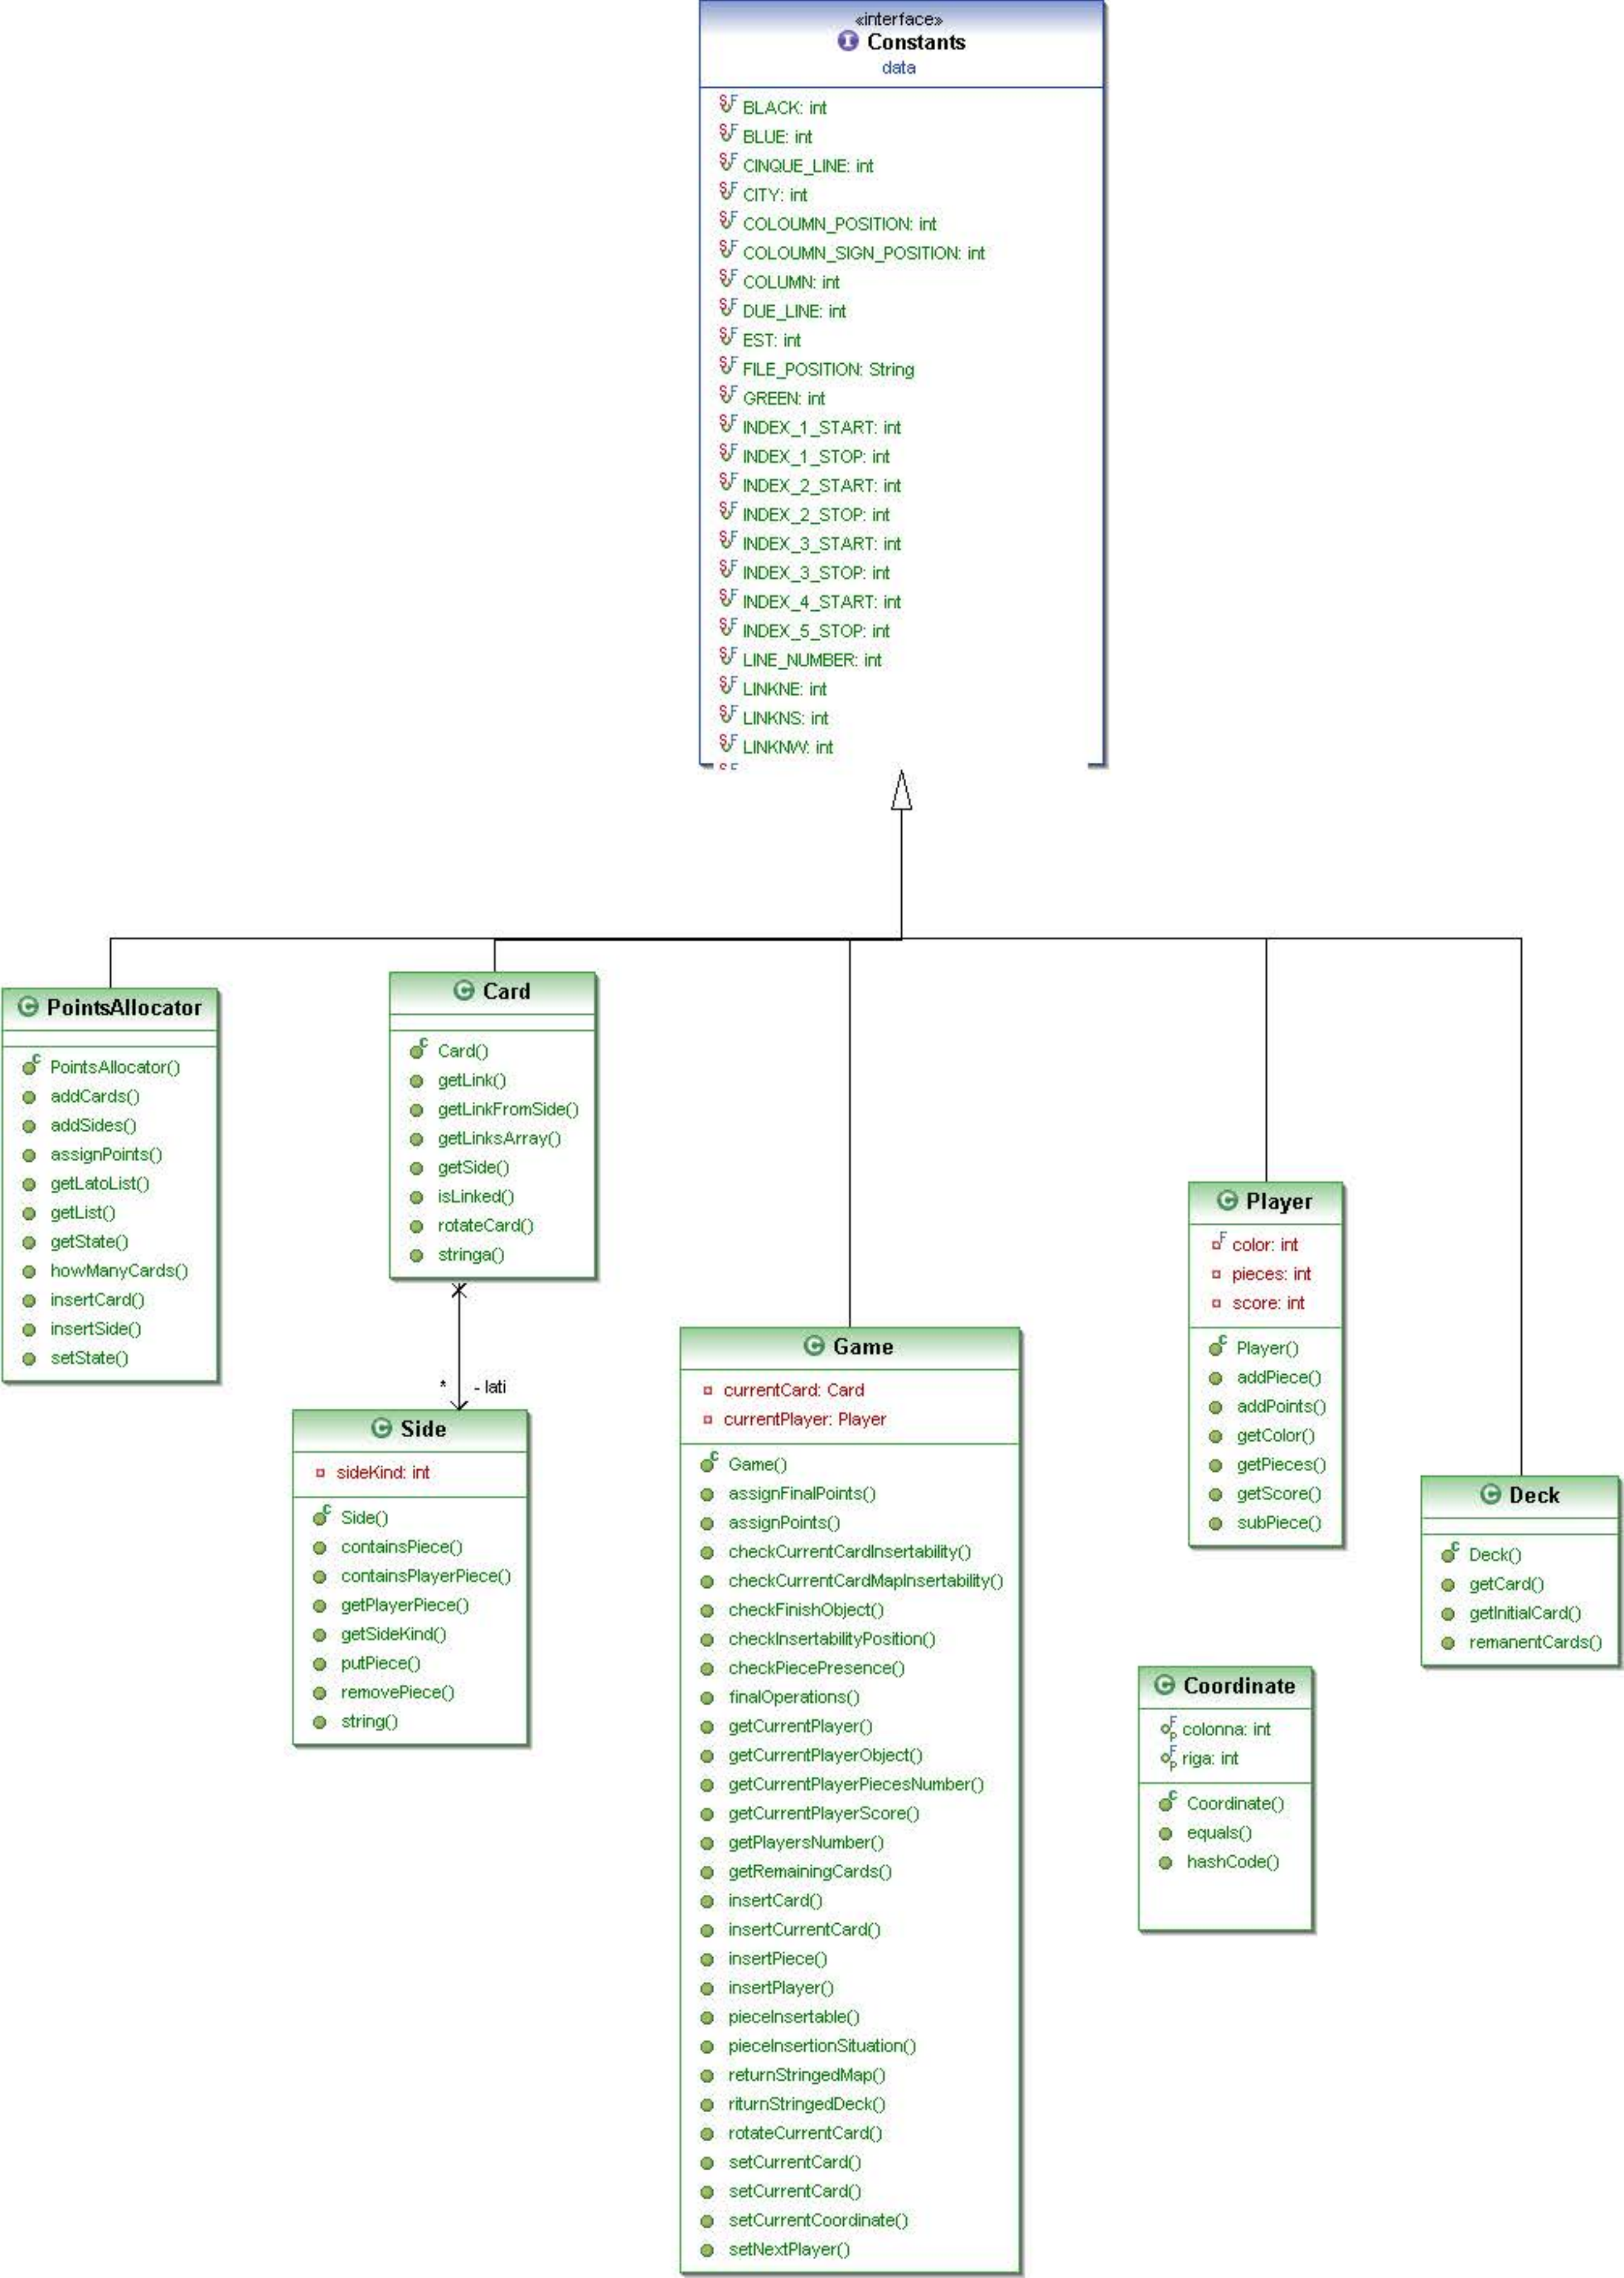 «interface»
Constants
data
BLACK: int
BLUE: int
CINQUE_LINE: int
CITY: int
COLOUMN_POSITION: int
COLOUMN_SIGN_POSITION: int
COLUMN: int
DUE_LINE: int
EST: int
FILE_POSITION: String
GREEN: int
INDEX_1_START: int
INDEX_1_STOP: int
INDEX_2_START: int
INDEX_2_STOP: int
INDEX_3_START: int
INDEX_3_STOP: int
INDEX_4_START: int
INDEX_5_STOP: int
LINE_NUMBER: int
LINKNE: int
LINKNS: int
LINKNW: int
PointsAllocator
PointsAllocator()
addCards()
addSides()
assignPoints()
getLatoList()
getList()
getState()
howManyCards()
insertCard()
insertSide()
setState()
Card
Card()
getLink()
getLinkFromSide()
getLinksArray()
getSide()
isLinked()
rotateCard()
stringa()
* - lati
Side
sideKind: int
Side()
containsPiece()
containsPlayerPiece()
getPlayerPiece()
getSideKind()
putPiece()
removePiece()
string()
Game
currentCard: Card
currentPlayer: Player
Game()
assignFinalPoints()
assignPoints()
checkCurrentCardInsertability()
checkCurrentCardMapInsertability()
checkFinishObject()
checkInsertabilityPosition()
checkPiecePresence()
finalOperations()
getCurrentPlayer()
getCurrentPlayerObject()
getCurrentPlayerPiecesNumber()
getCurrentPlayerScore()
getPlayersNumber()
getRemainingCards()
insertCard()
insertCurrentCard()
insertPiece()
insertPlayer()
pieceInsertable()
pieceInsertionSituation()
returnStringedMap()
riturnStringedDeck()
rotateCurrentCard()
setCurrentCard()
setCurrentCard()
setCurrentCoordinate()
setNextPlayer()
Player
color: int
pieces: int
score: int
Player()
addPiece()
addPoints()
getColor()
getPieces()
getScore()
subPiece()
Deck
Deck()
getCard()
getInitialCard()
remanentCards()
Coordinate
colonna: int
riga: int
Coordinate()
equals()
hashCode()